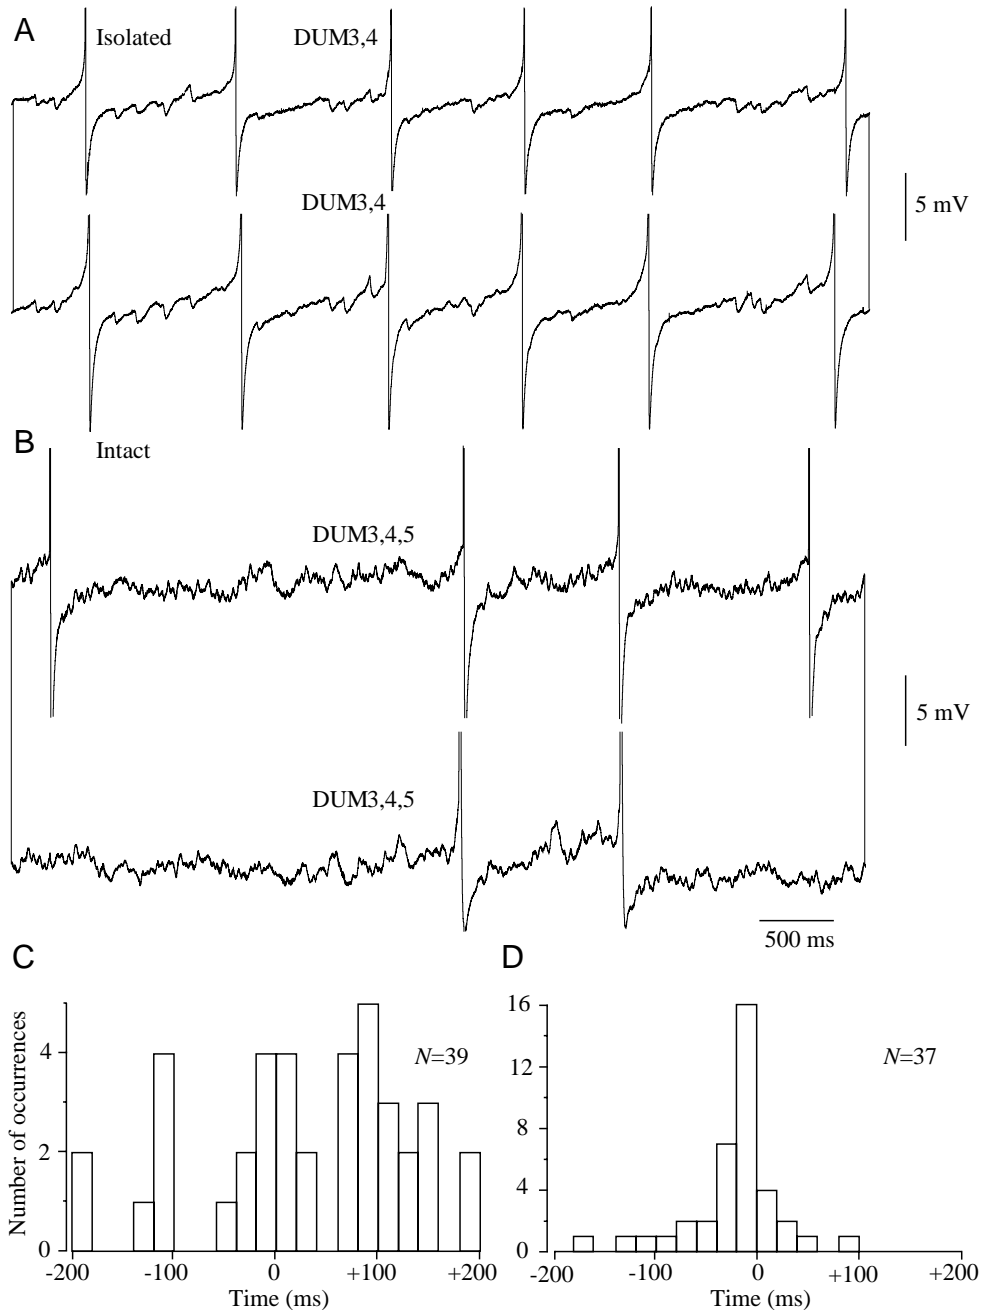 A
Isolated
DUM3,4
5 mV
DUM3,4
B
Intact
DUM3,4,5
5 mV
DUM3,4,5
500 ms
C
D
Number of occurrences
4
2
0
N=39
-200
-100
0
+100
+200
Time (ms)
16
12
8
4
0
N=37
-200
-100
0
+100
+200
Time (ms)